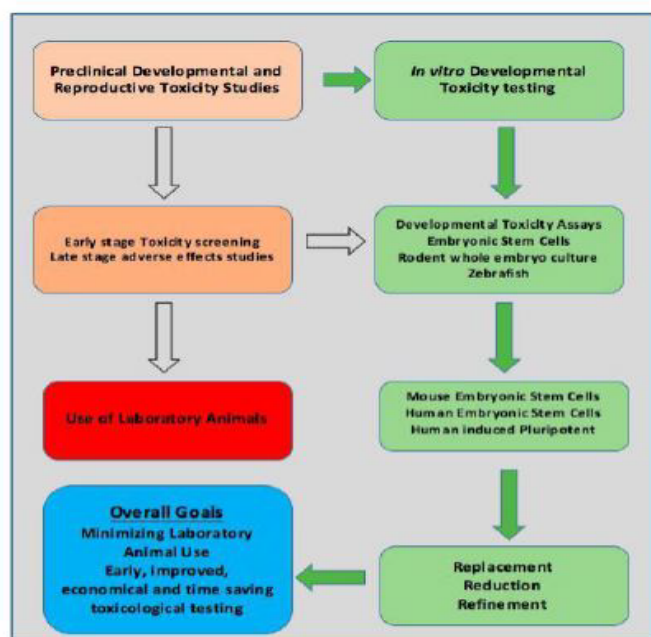 Preclinical Developmental and
Reproductive Toxicity Studies
In vitro Developmental
Toxicity testing
Early stage Toxicity screening
Late stage adverse effects studies
Developmental Toxicity Assays
Embryonic Stem Cells
Rodent whole embryo culture
Zebrafish
Use of Laboratory Animals
Mouse Embryonic Stem Cells
Human Embryonic Stem Cells
Human induced Pluripotent
Overall Goals
Minimizing Laboratory
Animal Use
Early, improved,
economical and time saving
toxicological testing
Replacement
Reduction
Refinement